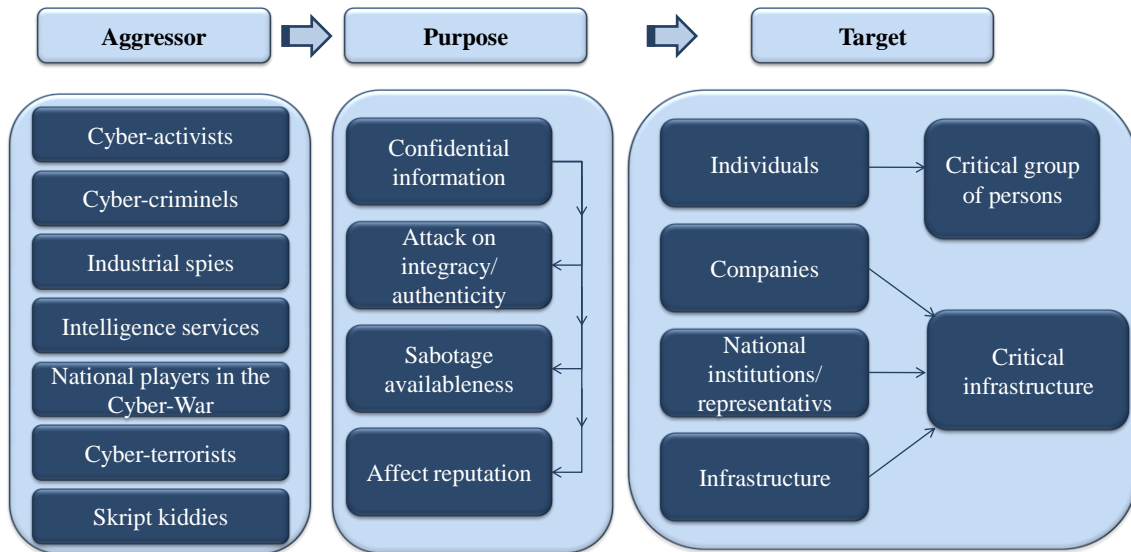 Aggressor
Purpose
Target
Cyber-activists
Cyber-criminels
Industrial spies
Intelligence services
National players in the
Cyber-War
Cyber-terrorists
Skript kiddies
Confidential
information
Attack on
integracy/
authenticity
Sabotage
availableness
Affect reputation
Individuals
Companies
National
institutions/
representativs
Infrastructure
Critical group
of persons
Critical
infrastructure